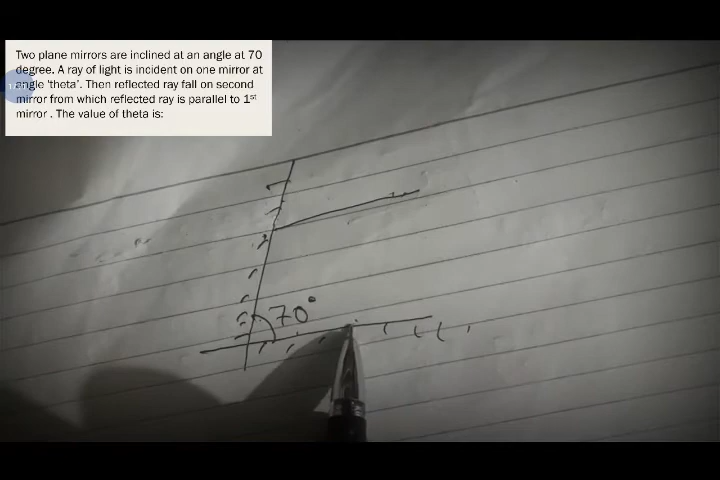 Two plane mirrors are inclined at an angle at 70
degree. A ray of light is incident on one mirror at
angle 'theta'. Then reflected ray fall on second
mirror from which reflected ray is parallel to 1st
mirror . The value of theta is:
70°